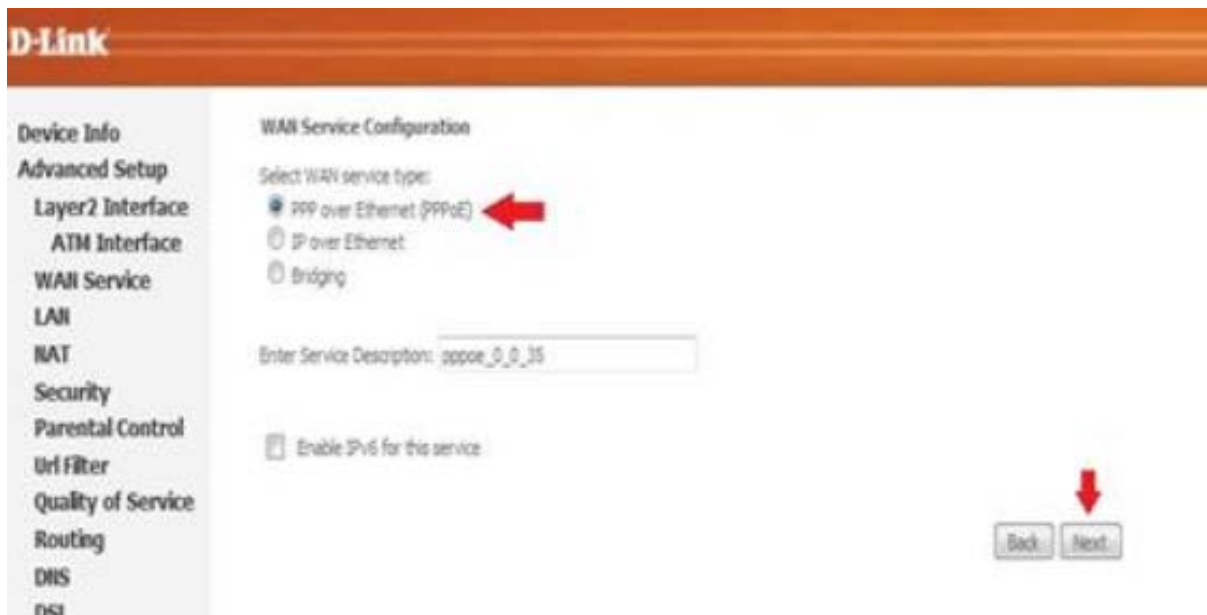 D-Link
Device Info
Advanced Setup
Layer2 Interface
ATM Interface
WAN Service
LAN
NAT
Security
Parental Control
Url Filter
Quality of Service
Routing
DNS
DSL
WAN Service Configuration
Select WAN service type:
PPP over Ethernet (PPPoE)
IP over Ethernet
Bridging
Enter Service Description: pppoe_0_0_35
Enable IPv6 for this service
Back Next